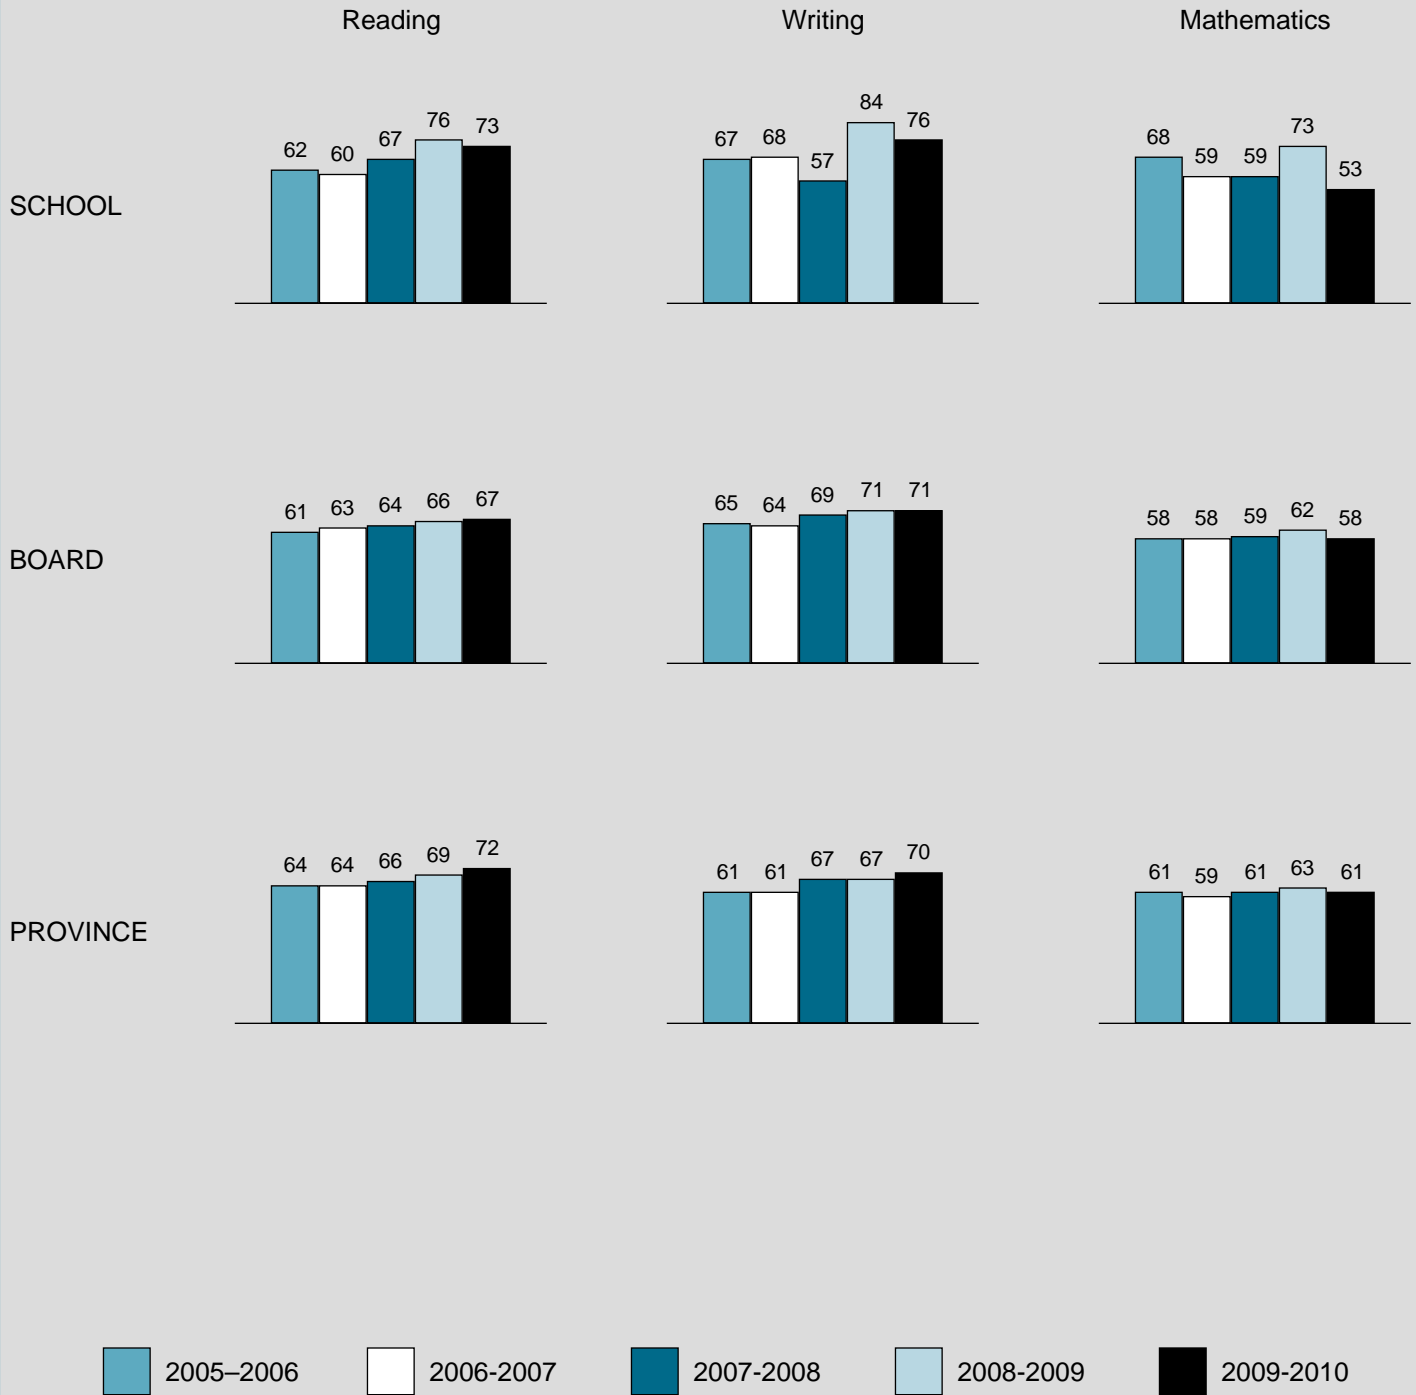 Reading Writing Mathematics
SCHOOL
62 60 67 76 73
67 68 57 84 76
68 59 59 73 53
BOARD
61 63 64 66 67
65 64 69 71 71
58 58 59 62 58
PROVINCE
64 64 66 69 72
61 61 67 67 70
61 59 61 63 61
2005–2006 2006-2007 2007-2008 2008-2009 2009-2010